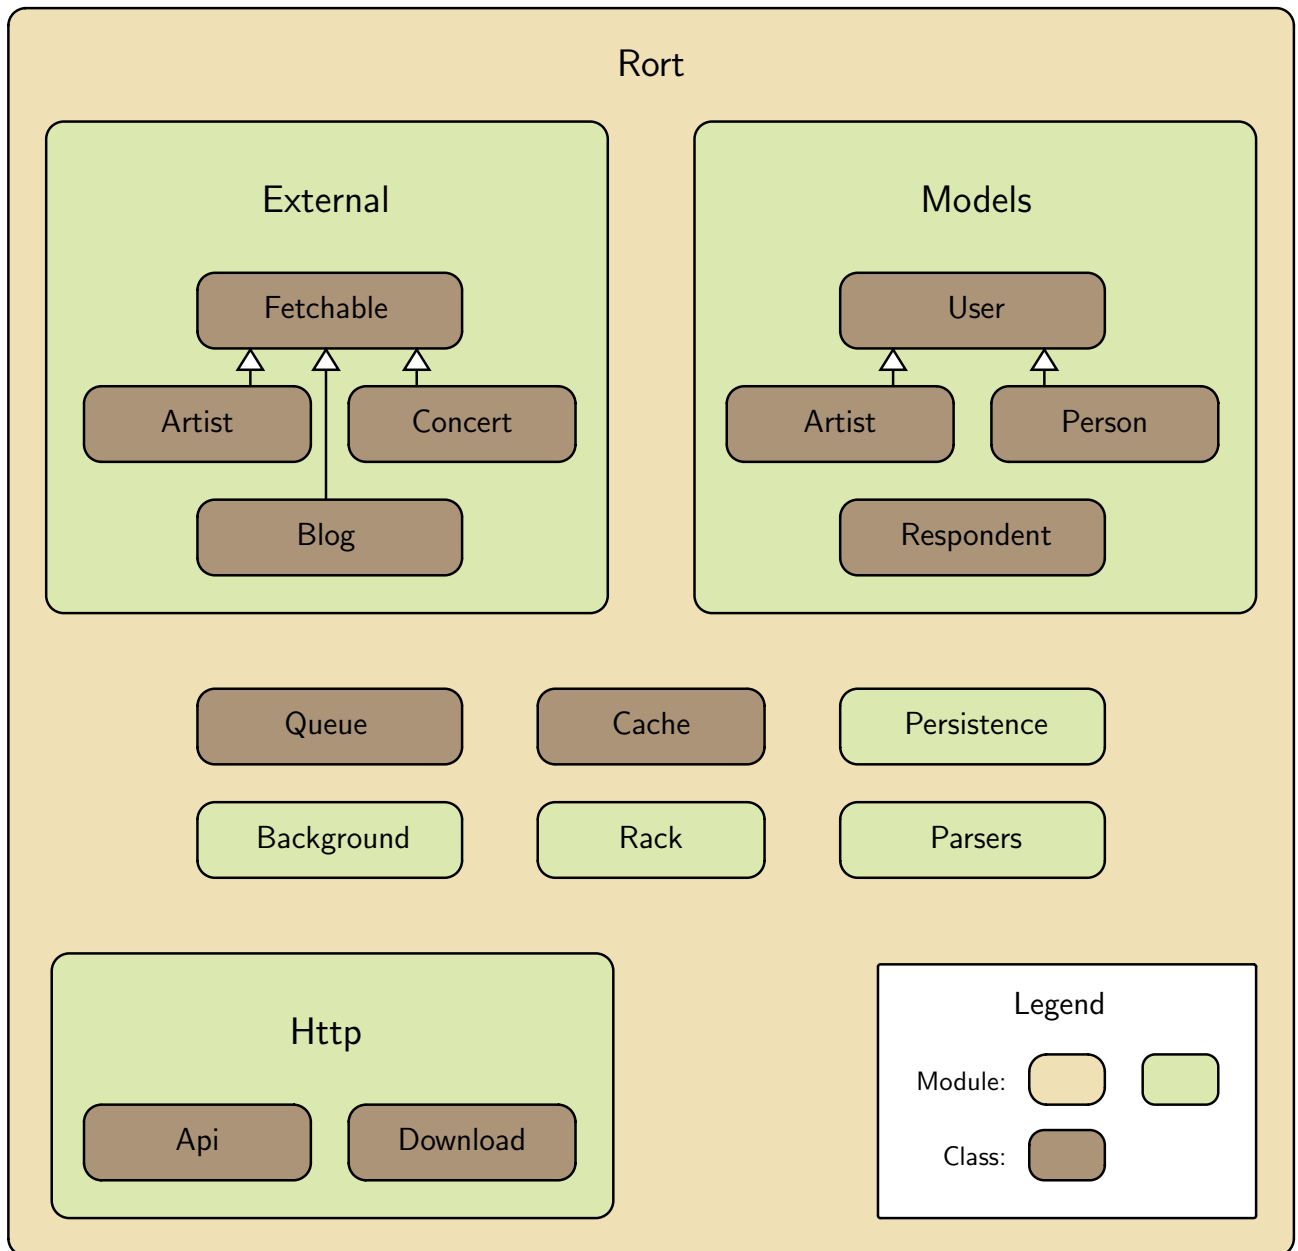 Rort
External
Models
Fetchable
User
Artist
Concert
Artist
Person
Blog
Respondent
Queue
Cache
Persistence
Background
Rack
Parsers
Http
Api
Download
Legend
Module:
Class: